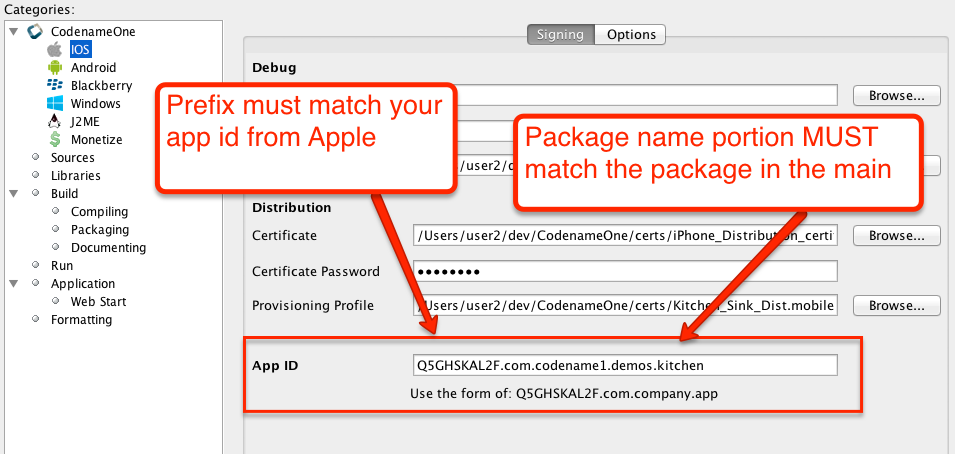 Categories:
CodenameOne
IOS
Android
Blackberry
Windows
J2ME
Monetize
Sources
Libraries
Build
Compiling
Packaging
Documenting
Run
Application
Web Start
Formatting
Signing Options
Debug
Browse...
Prefix must match your
app id from Apple
Package name portion MUST
match the package in the main
/user2/d
Distribution
Certificate /Users/user2/dev/CodenameOne/certs/iPhone_Distribution_certi Browse...
Certificate Password ••••••••
Provisioning Profile /Users/user2/dev/CodenameOne/certs/Kitchen_Sink_Dist.mobile Browse...
App ID Q5GHSKAL2F.com.codename1.demos.kitchen
Use the form of: Q5GHSKAL2F.com.company.app